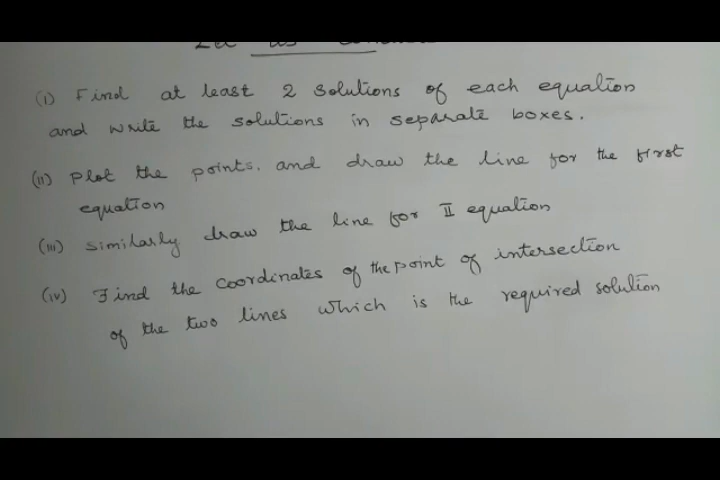 (i) Find at least 2 solutions of each equation
and write the solutions in separate boxes.
(ii) Plot the points. and draw the line for the first
equation
(iii) Similarly draw the line for II equation
(iv) Find the coordinates of the point of intersection
of the two lines which is the required solution